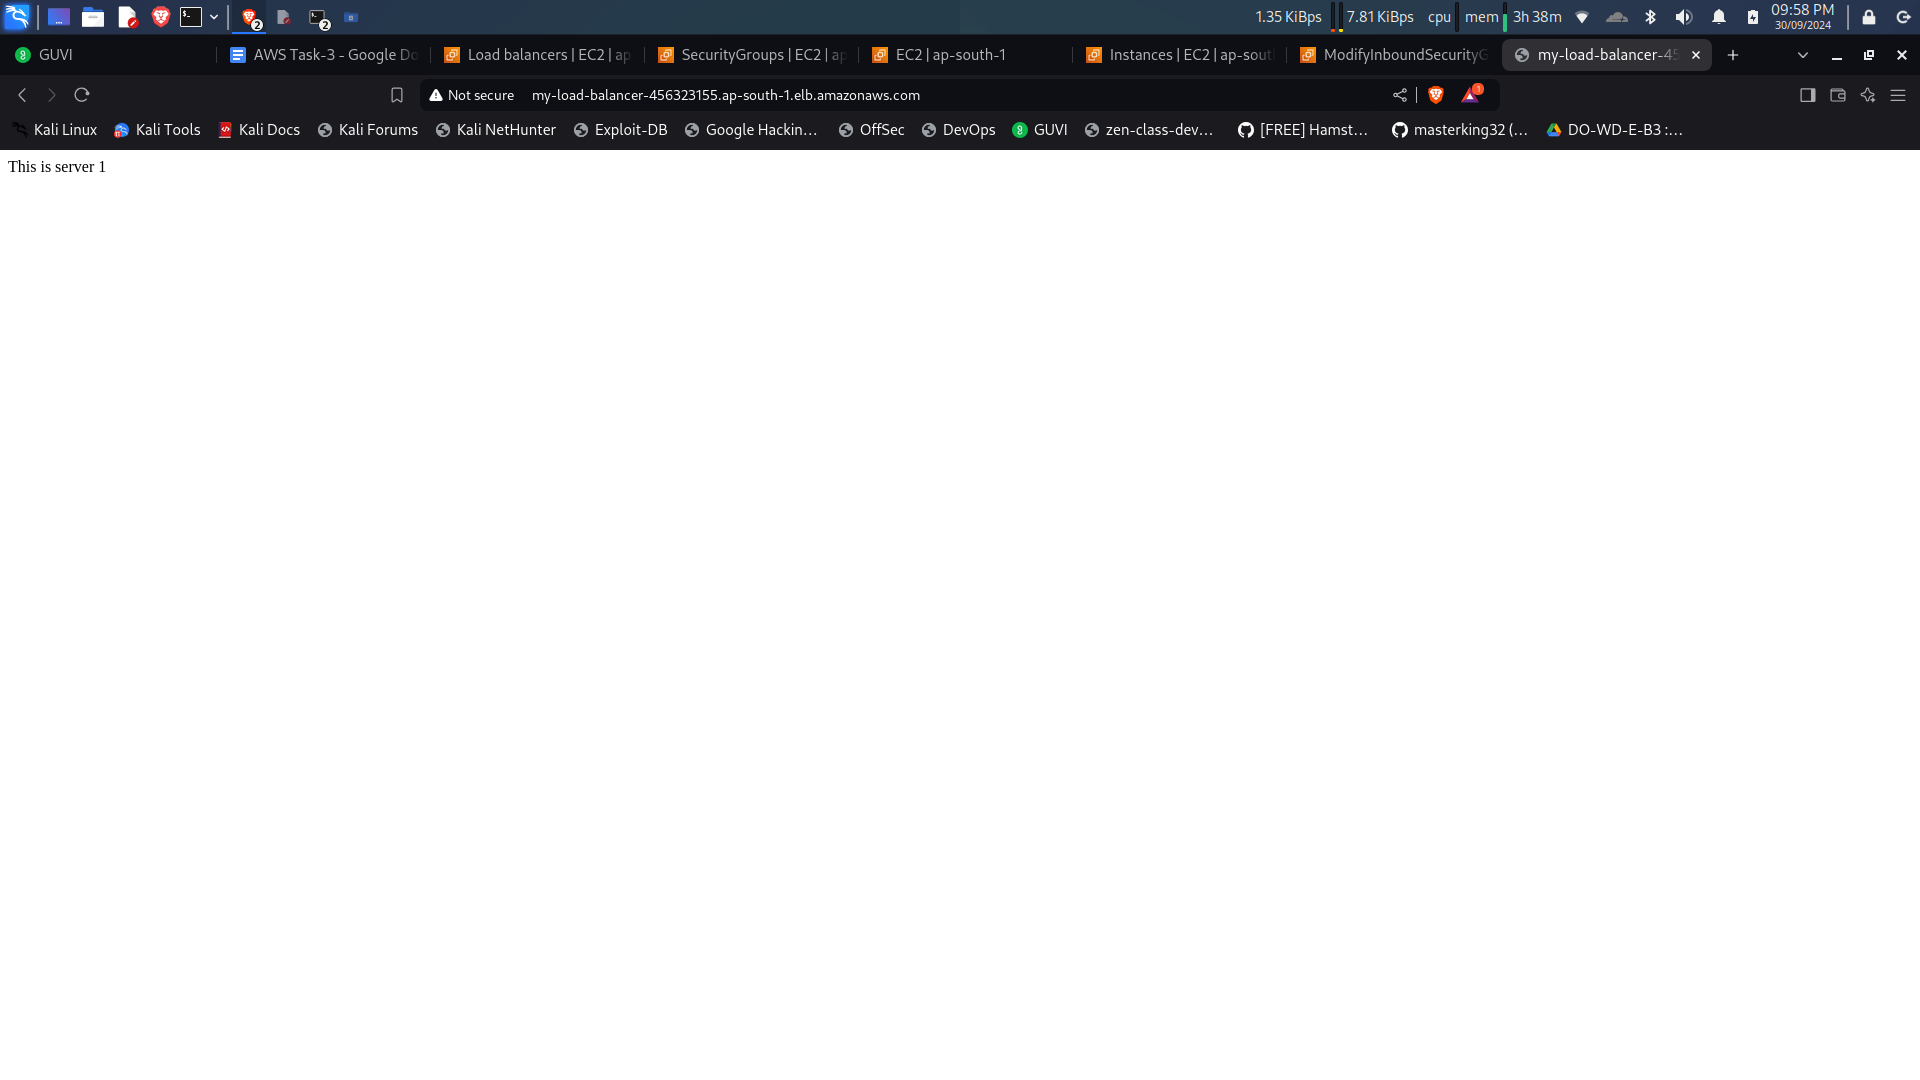 1.35 KiBps 7.81 KiBps cpu mem 3h 38m 09:58 PM
30/09/2024
2 2
GUVI AWS Task-3 - Google Do Load balancers | EC2 | ap SecurityGroups | EC2 | ap EC2 | ap-south-1 Instances | EC2 | ap-sout ModifyInboundSecurityG my-load-balancer-45
Not secure my-load-balancer-456323155.ap-south-1.elb.amazonaws.com 1
Kali Linux Kali Tools Kali Docs Kali Forums Kali NetHunter Exploit-DB Google Hackin... OffSec DevOps GUVI zen-class-dev... [FREE] Hamst... masterking32 (... DO-WD-E-B3 :...
This is server 1